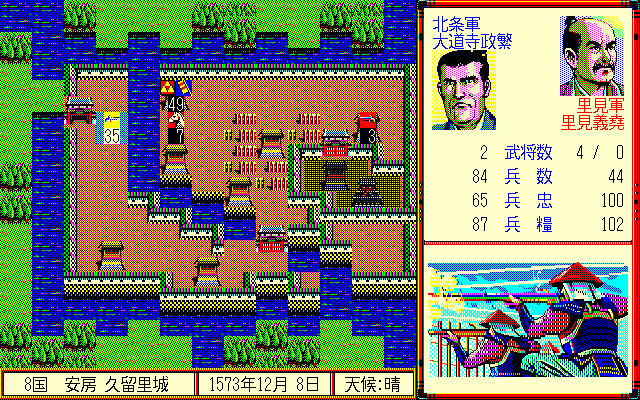 北条軍
大道寺政繁
里見軍
里見義堯
2 武将数 4 / 0
84 兵数 44
65 兵忠 100
87 兵糧 102
49
35
7
3
8国 安房 久留里城
1573年12月 8日
天候:晴